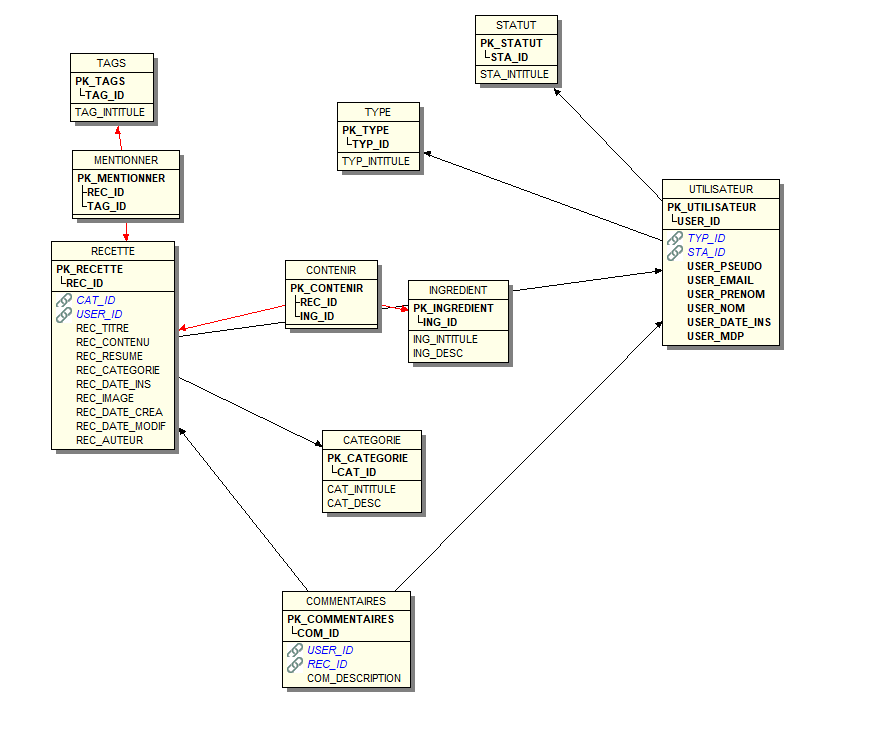 STATUT
PK_STATUT
STA_ID
STA_INTITULE
TAGS
PK_TAGS
TAG_ID
TAG_INTITULE
TYPE
PK_TYPE
TYP_ID
TYP_INTITULE
MENTIONNER
PK_MENTIONNER
REC_ID
TAG_ID
UTILISATEUR
PK_UTILISATEUR
USER_ID
TYP_ID
STA_ID
USER_PSEUDO
USER_EMAIL
USER_PRENOM
USER_NOM
USER_DATE_INS
USER_MDP
RECETTE
PK_RECETTE
REC_ID
CAT_ID
USER_ID
REC_TITRE
REC_CONTENU
REC_RESUME
REC_CATEGORIE
REC_DATE_INS
REC_IMAGE
REC_DATE_CREA
REC_DATE_MODIF
REC_AUTEUR
CONTENIR
PK_CONTENIR
REC_ID
ING_ID
INGREDIENT
PK_INGREDIENT
ING_ID
ING_INTITULE
ING_DESC
CATEGORIE
PK_CATEGORIE
CAT_ID
CAT_INTITULE
CAT_DESC
COMMENTAIRES
PK_COMMENTAIRES
COM_ID
USER_ID
REC_ID
COM_DESCRIPTION